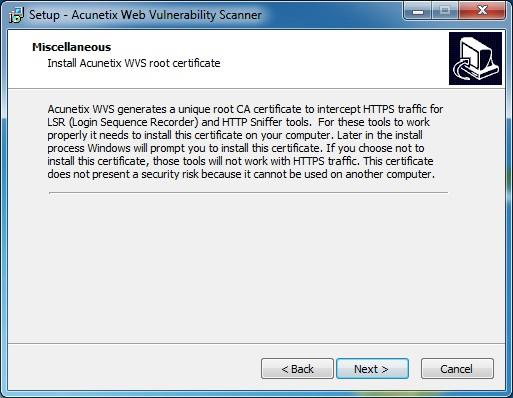 Setup - Acunetix Web Vulnerability Scanner
Miscellaneous
Install Acunetix WVS root certificate
Acunetix WVS generates a unique root CA certificate to intercept HTTPS traffic for
LSR (Login Sequence Recorder) and HTTP Sniffer tools.  For these tools to work
properly it needs to install this certificate on your computer. Later in the install
process Windows will prompt you to install this certificate. If you choose not to
install this certificate, those tools will not work with HTTPS traffic. This certificate
does not present a security risk because it cannot be used on another computer.
< Back
Next >
Cancel